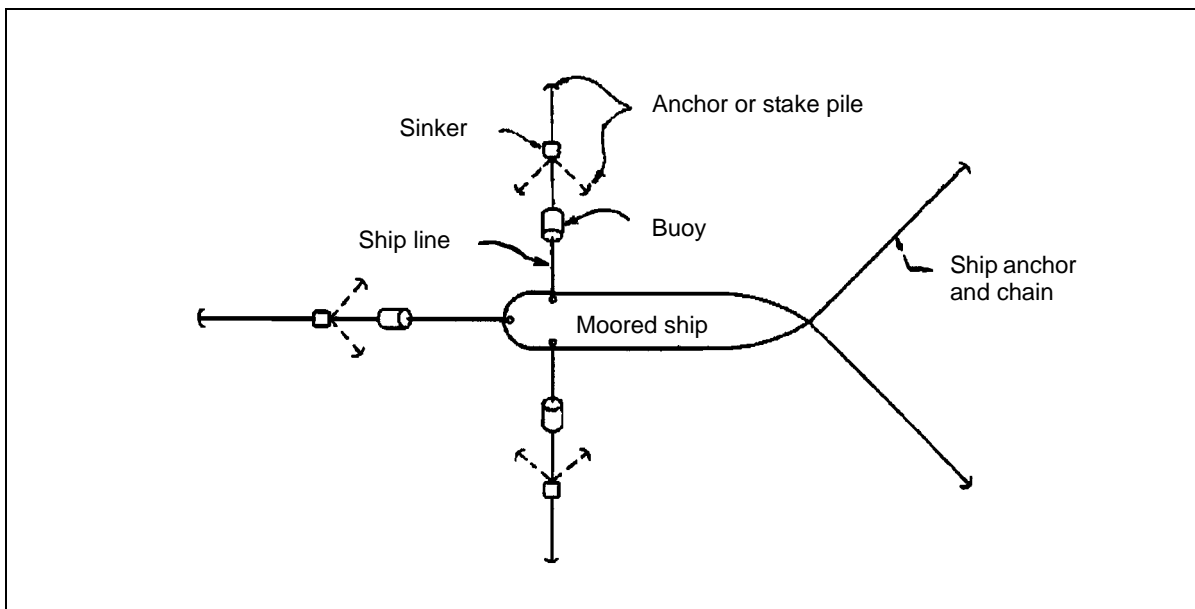 Anchor or stake pile
Sinker
Buoy
Ship line
Ship anchor
and chain
Moored ship